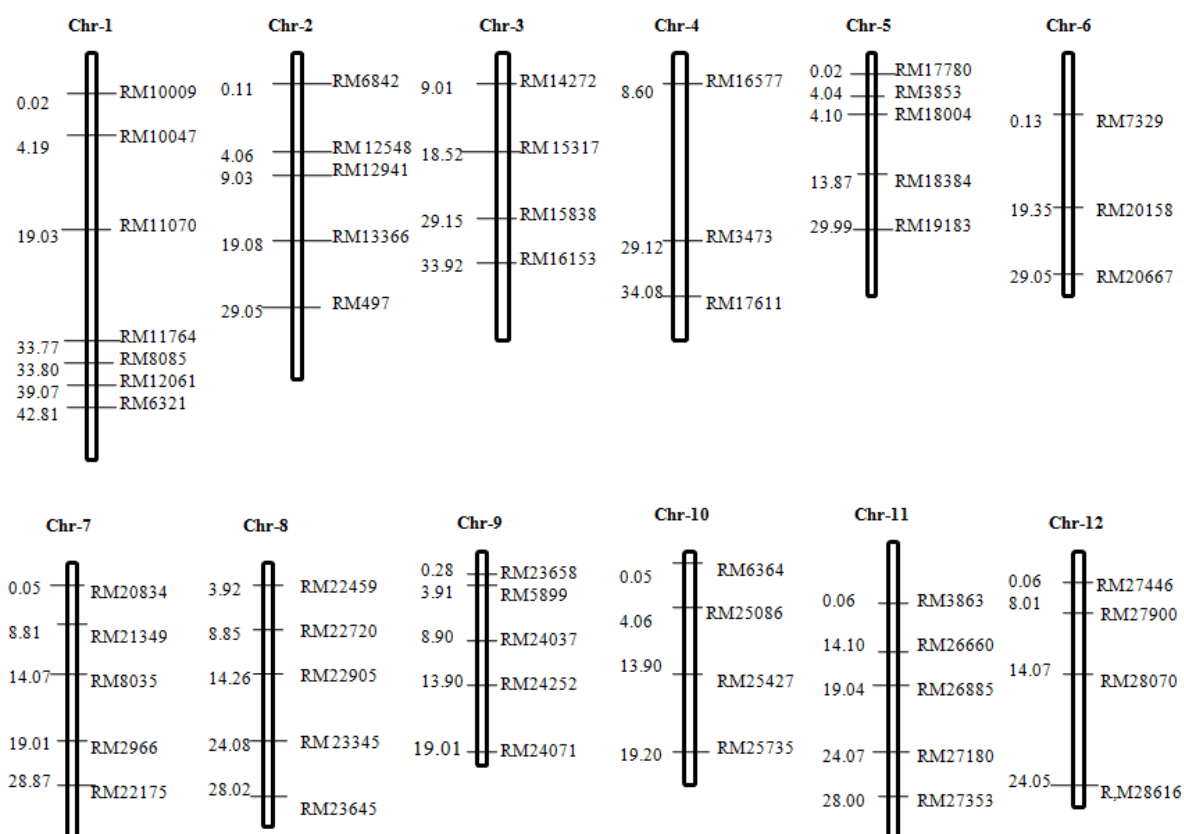 Chr-1
0.02 RM10009
4.19 RM10047
19.03 RM11070
33.77 RM11764
33.80 RM8085
39.07 RM12061
42.81 RM6321
Chr-2
0.11 RM6842
4.06 RM12548
9.03 RM12941
19.08 RM13366
29.05 RM497
Chr-3
9.01 RM14272
18.52 RM15317
29.15 RM15838
33.92 RM16153
Chr-4
8.60 RM16577
29.12 RM3473
34.08 RM17611
Chr-5
0.02 RM17780
4.04 RM3853
4.10 RM18004
13.87 RM18384
29.99 RM19183
Chr-6
0.13 RM7329
19.35 RM20158
29.05 RM20667
Chr-7
0.05 RM20834
8.81 RM21349
14.07 RM8035
19.01 RM2966
28.87 RM22175
Chr-8
3.92 RM22459
8.85 RM22720
14.26 RM22905
24.08 RM23345
28.02 RM23645
Chr-9
0.28 RM23658
3.91 RM5899
8.90 RM24037
13.90 RM24252
19.01 RM24071
Chr-10
0.05 RM6364
4.06 RM25086
13.90 RM25427
19.20 RM25735
Chr-11
0.06 RM3863
14.10 RM26660
19.04 RM26885
24.07 RM27180
28.00 RM27353
Chr-12
0.06 RM27446
8.01 RM27900
14.07 RM28070
24.05 R,M28616